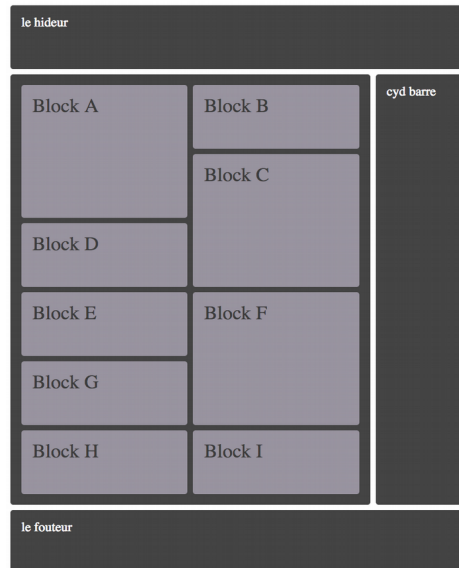 le hideur
Block A
Block B
cyd barre
Block C
Block D
Block E
Block F
Block G
Block H
Block I
le fouteur